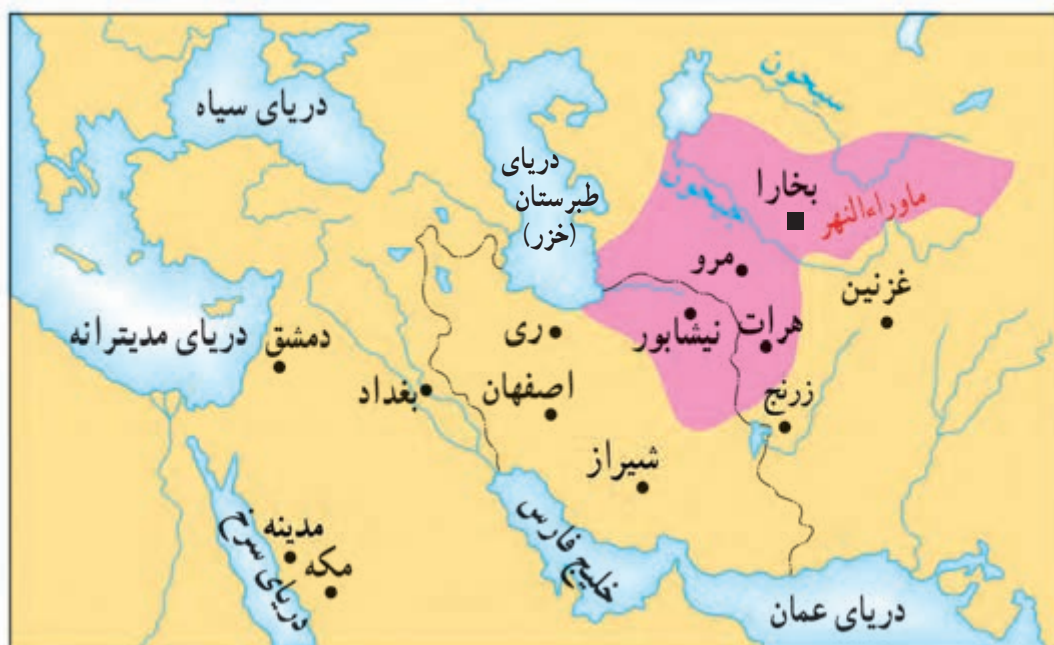 سیحون
دریای سیاه
دریای
طبرستان
(خزر)
بخارا
جیحون
ماوراءالنهر
مرو
غزنین
دریای مدیترانه
دمشق
ری
نیشابور
هرات
بغداد
اصفهان
زرنج
شیراز
مدینه
مکه
دریای سرخ
خلیج فارس
دریای عمان